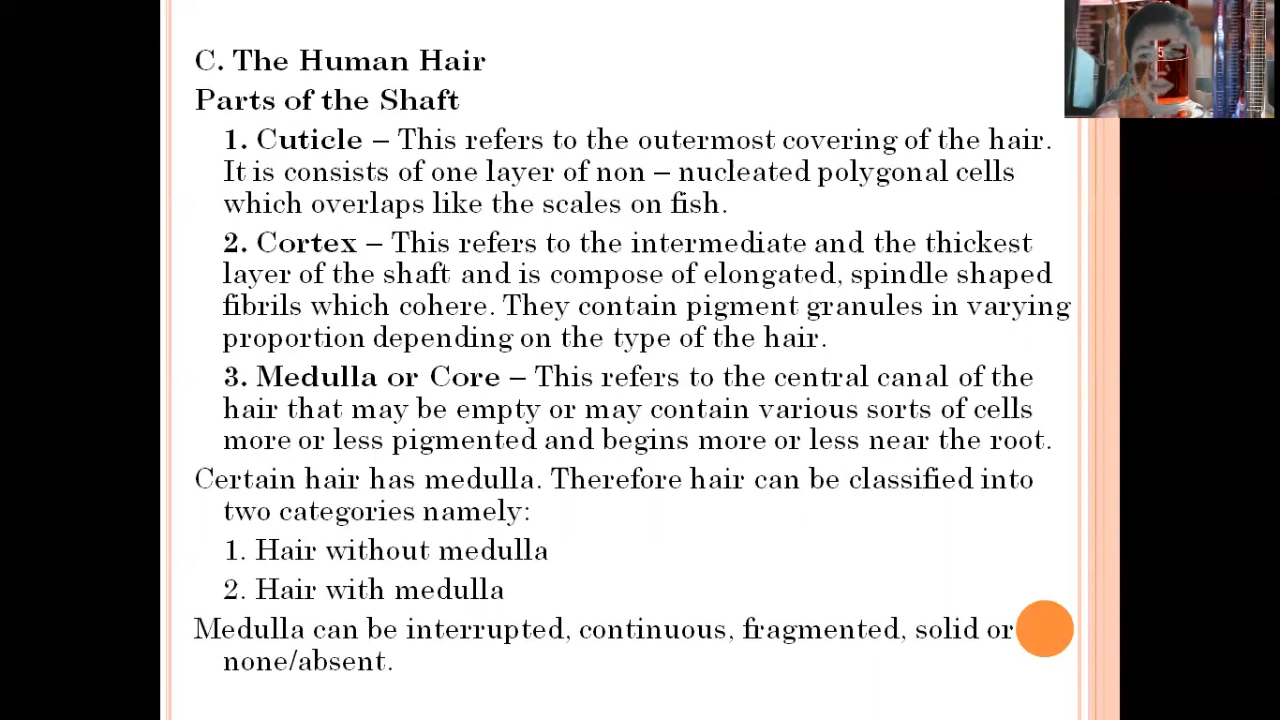 C. The Human Hair
Parts of the Shaft
1. Cuticle – This refers to the outermost covering of the hair.
It is consists of one layer of non – nucleated polygonal cells
which overlaps like the scales on fish.
2. Cortex – This refers to the intermediate and the thickest
layer of the shaft and is compose of elongated, spindle shaped
fibrils which cohere. They contain pigment granules in varying
proportion depending on the type of the hair.
3. Medulla or Core – This refers to the central canal of the
hair that may be empty or may contain various sorts of cells
more or less pigmented and begins more or less near the root.
Certain hair has medulla. Therefore hair can be classified into
two categories namely:
1. Hair without medulla
2. Hair with medulla
Medulla can be interrupted, continuous, fragmented, solid or
none/absent.